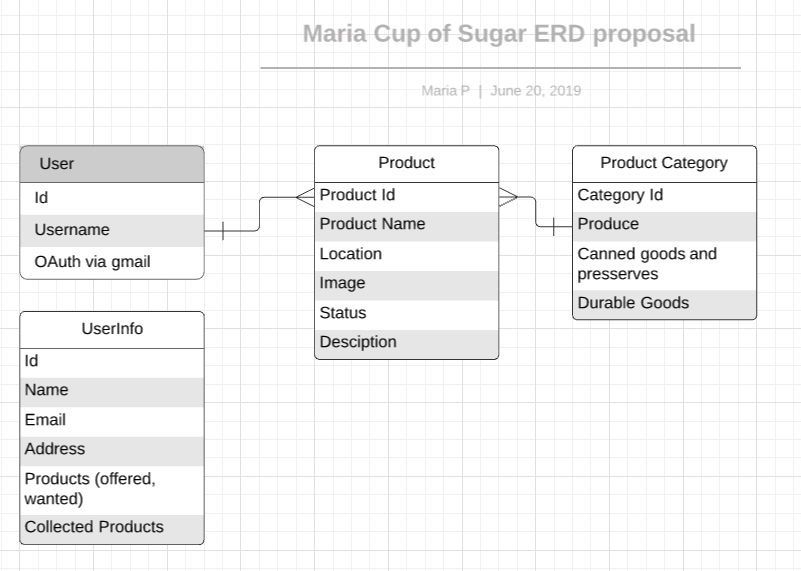 Maria Cup of Sugar ERD proposal
Maria P | June 20, 2019
User
Id
Username
OAuth via gmail
UserInfo
Id
Name
Email
Address
Products (offered,
wanted)
Collected Products
Product
Product Id
Product Name
Location
Image
Status
Desciption
Product Category
Category Id
Produce
Canned goods and
presserves
Durable Goods